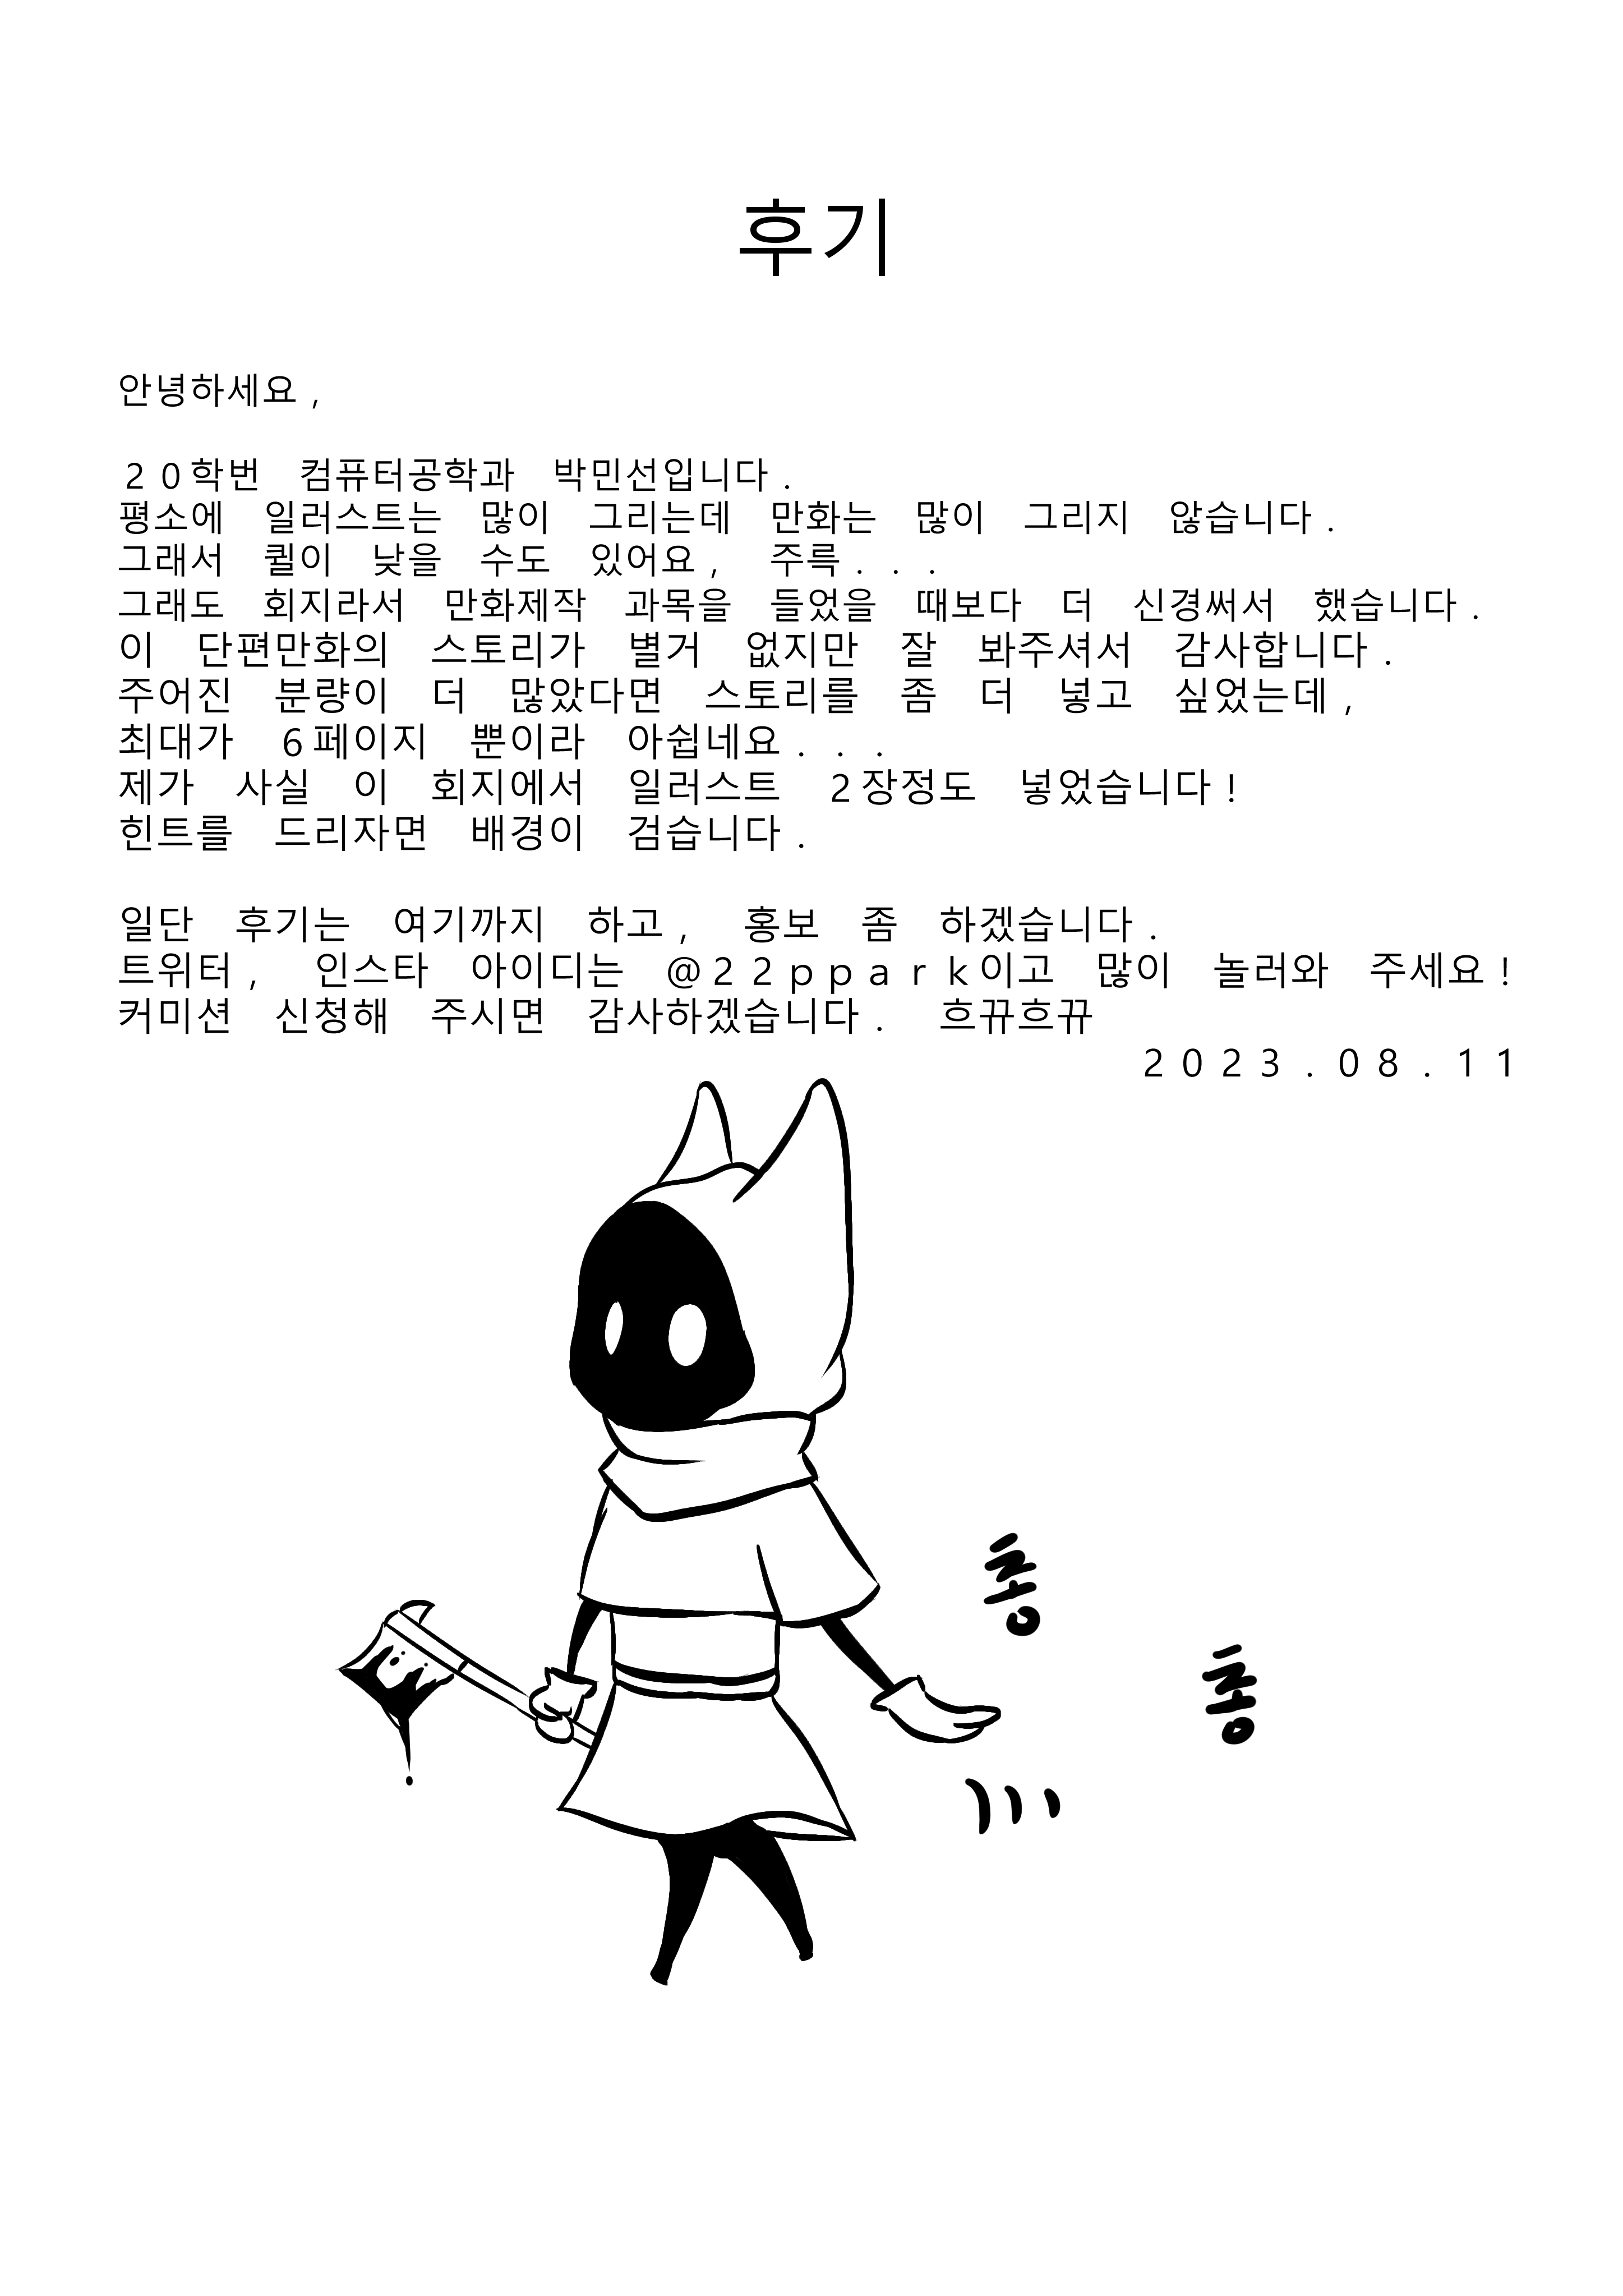 후기
안녕하세요,
20학번 컴퓨터공학과 박민선입니다.
평소에 일러스트는 많이 그리는데 만화는 많이 그리지 않습니다.
그래서 퀄이 낮을 수도 있어요, 주륵...
그래도 회지라서 만화제작 과목을 들었을 때보다 더 신경써서 했습니다.
이 단편만화의 스토리가 별거 없지만 잘 봐주셔서 감사합니다.
주어진 분량이 더 많았다면 스토리를 좀 더 넣고 싶었는데,
최대가 6페이지 뿐이라 아쉽네요...
제가 사실 이 회지에서 일러스트 2장정도 넣었습니다!
힌트를 드리자면 배경이 검습니다.
일단 후기는 여기까지 하고, 홍보 좀 하겠습니다.
트위터, 인스타 아이디는 @22ppark이고 많이 놀러와 주세요!
커미션 신청해 주시면 감사하겠습니다. 흐뀨흐뀨
2023.08.11
총
총